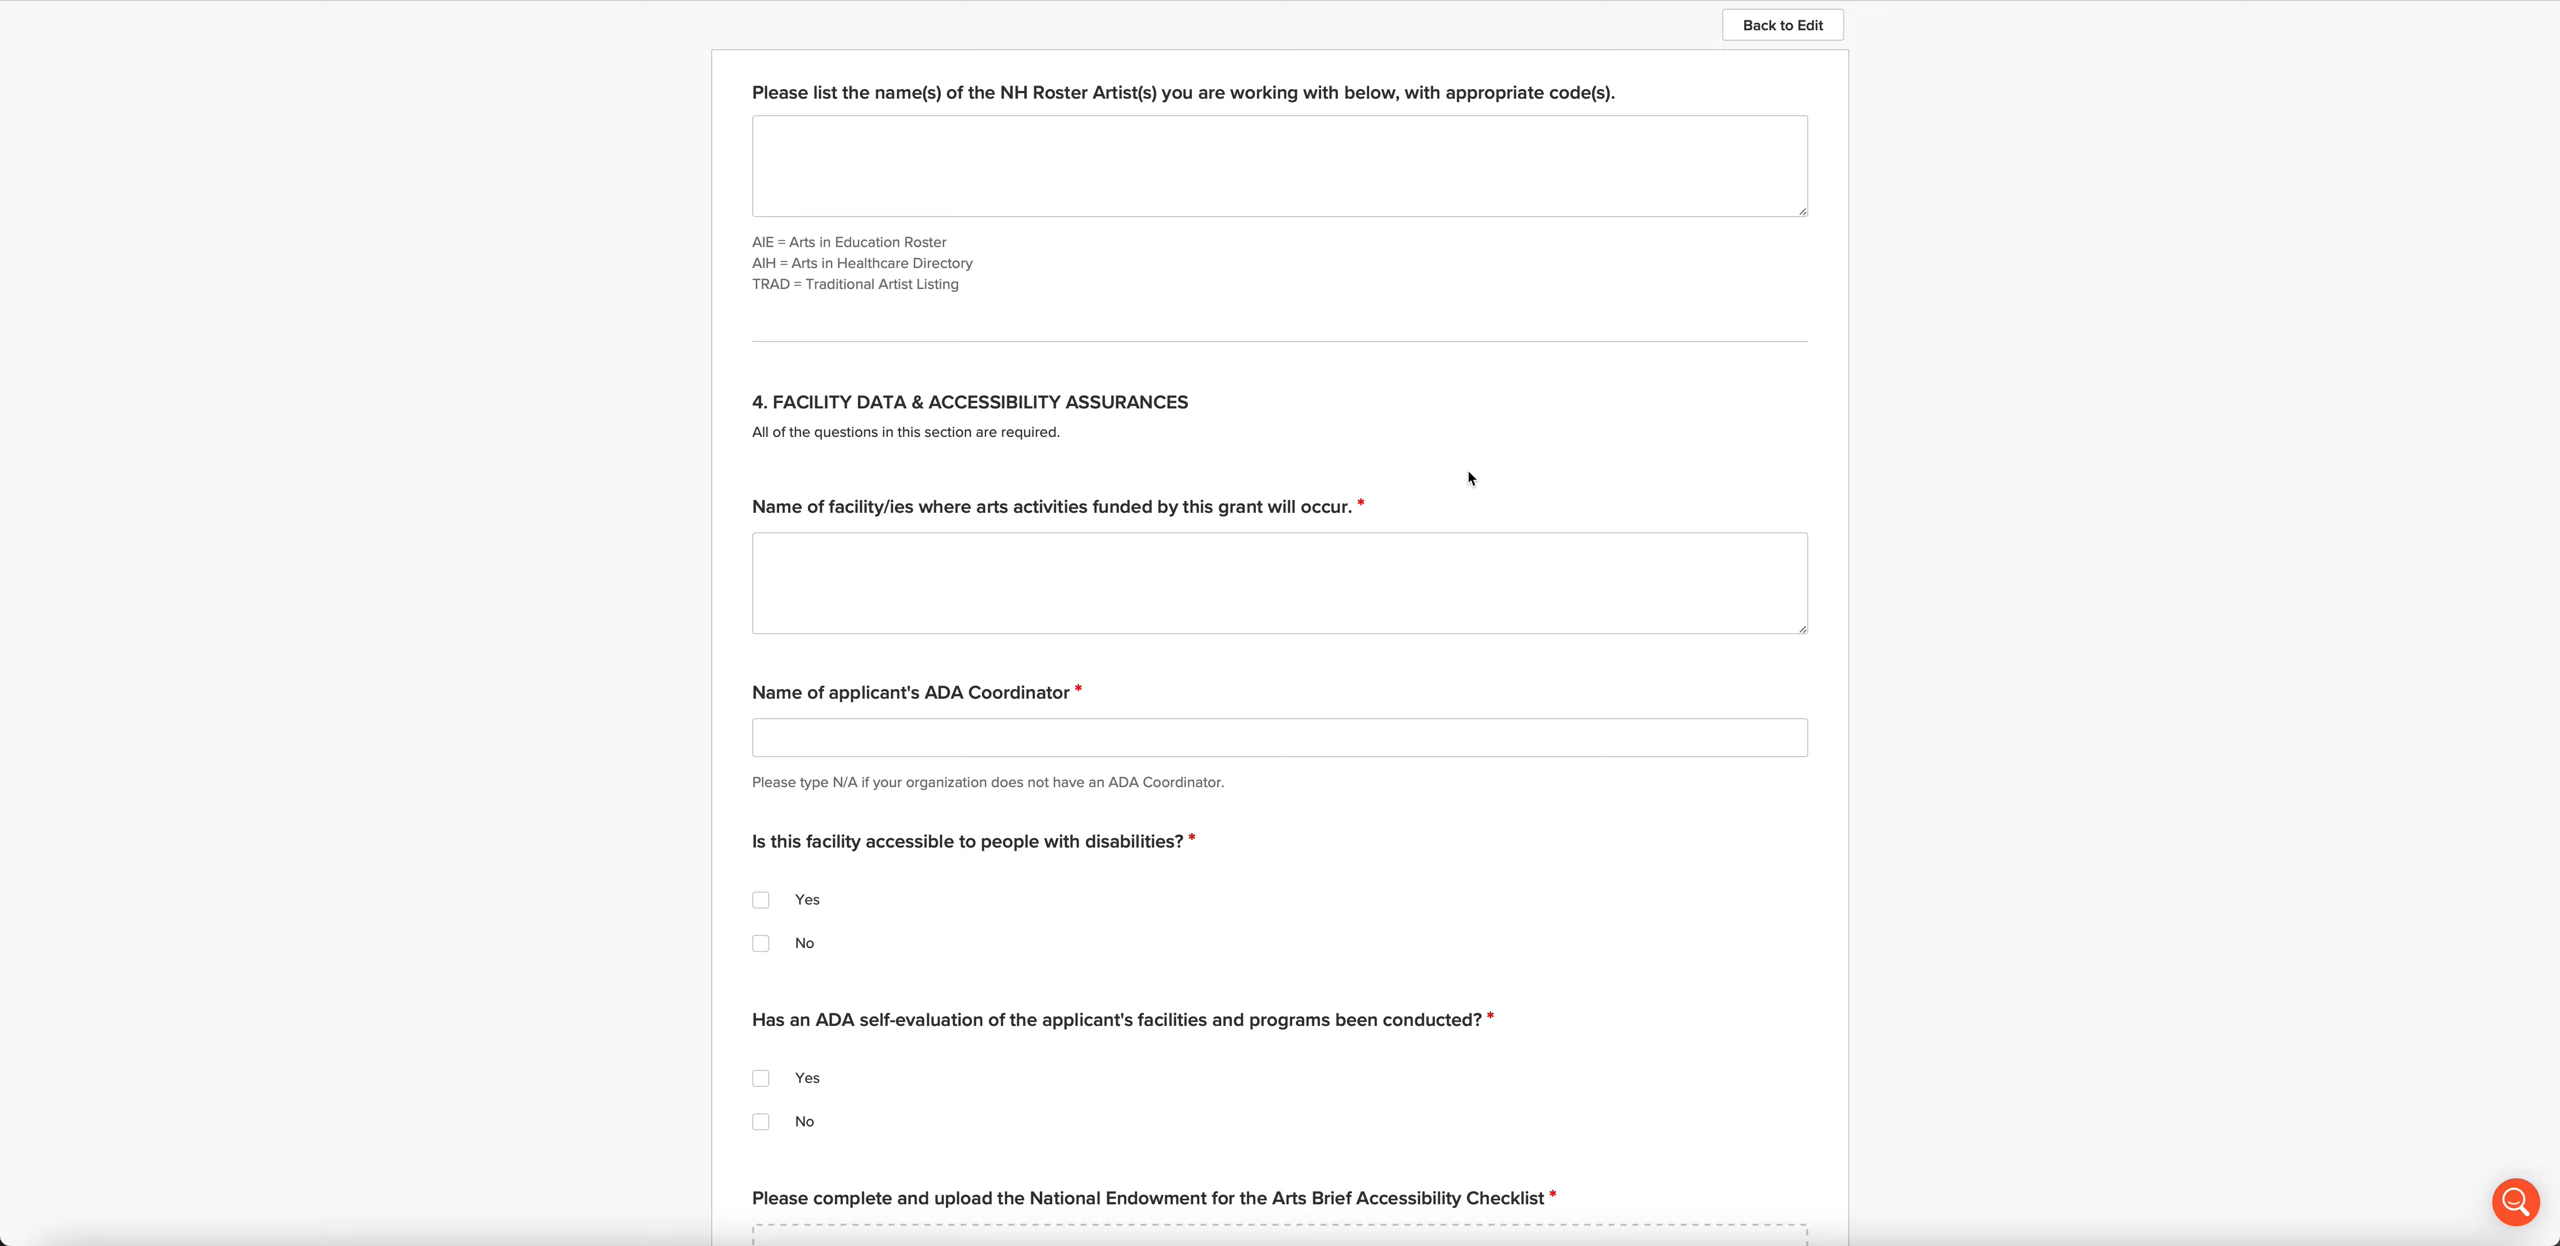 Back to Edit
Please list the name(s) of the NH Roster Artist(s) you are working with below, with appropriate code(s).
AIE = Arts in Education Roster
AIH = Arts in Healthcare Directory
TRAD = Traditional Artist Listing
4. FACILITY DATA & ACCESSIBILITY ASSURANCES
All of the questions in this section are required.
Name of facility/ies where arts activities funded by this grant will occur. *
Name of applicant's ADA Coordinator *
Please type N/A if your organization does not have an ADA Coordinator.
Is this facility accessible to people with disabilities? *
Yes
No
Has an ADA self-evaluation of the applicant's facilities and programs been conducted? *
Yes
No
Please complete and upload the National Endowment for the Arts Brief Accessibility Checklist *